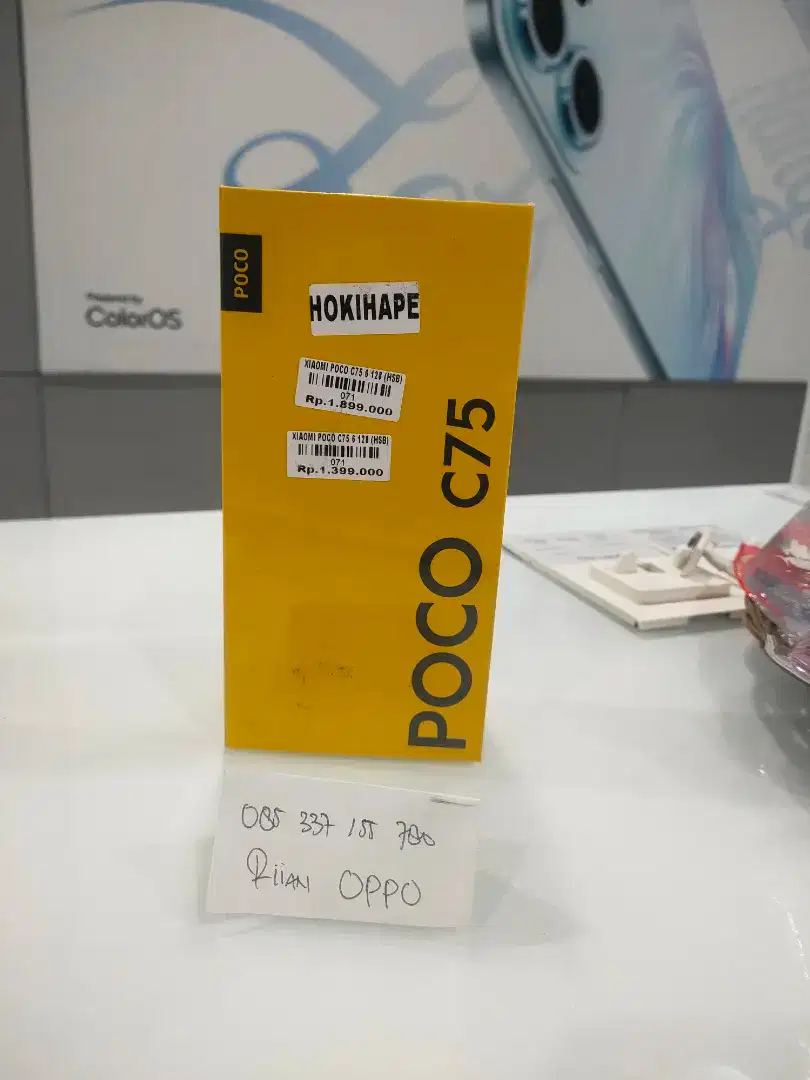 Powered by
ColorOS
POCO
HOKIHAPE
XIAOMI POCO C75 6 128 (HSB)
071
Rp.1.899.000
XIAOMI POCO C75 6 128 (HSB)
071
Rp.1.399.000
POCO C75
085 337 155 780
Riian OPPO